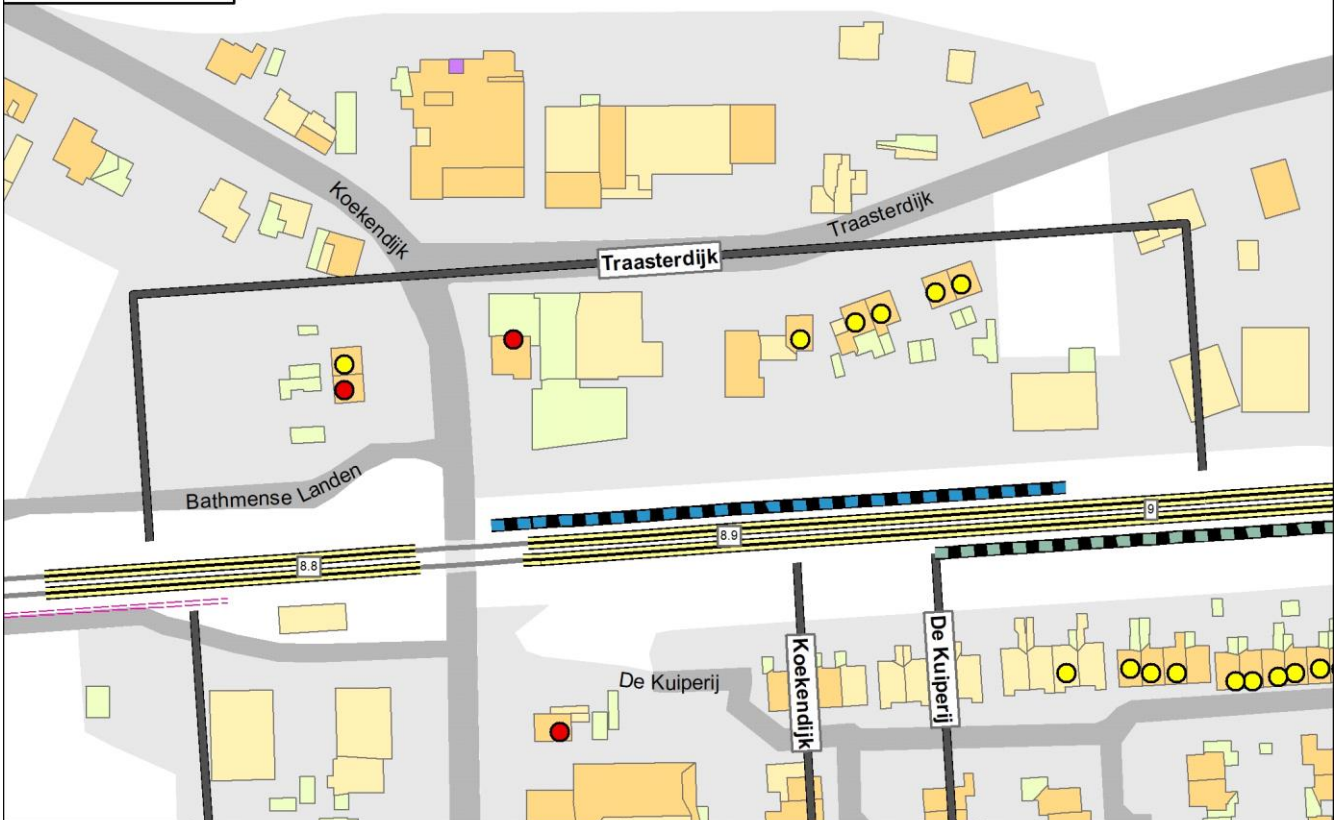 Koekendijk
Traasterdijk
Traasterdijk
Bathmense Landen
8.9
9
8.8
De Kuiperij
Koekendijk
De Kuiperij